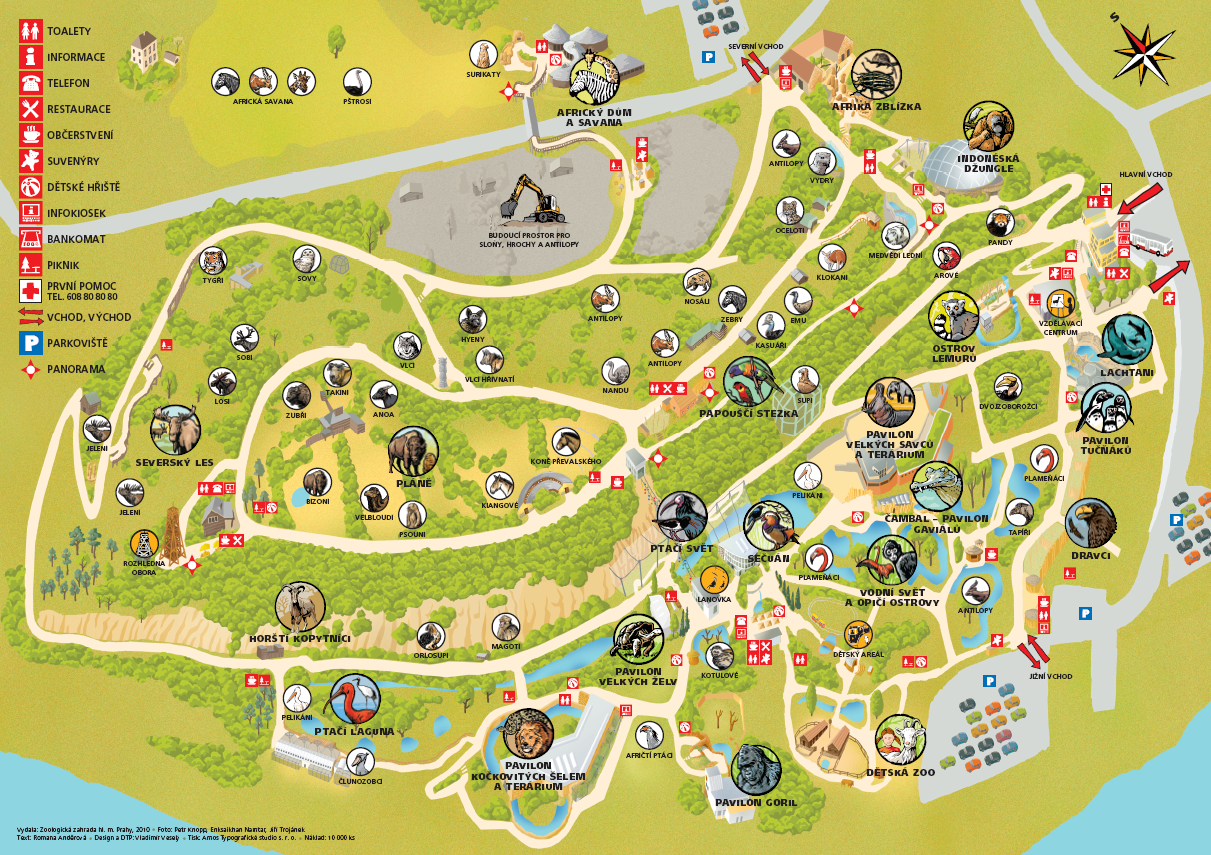 TOALETY
INFORMACE
TELEFON
RESTAURACE
OBČERSTVENÍ
SUVENÝRY
DĚTSKÉ HŘIŠTĚ
INFOKIOSEK
BANKOMAT
PIKNIK
PRVNÍ POMOC
TEL. 608 80 80 80
VCHOD, VÝCHOD
P
PARKOVIŠTĚ
PANORAMA
AFRICKÁ SAVANA
PŠTROSI
SURIKATY
AFRICKÝ DŮM
A SAVANA
P
SEVERNÍ VCHOD
AFRIKA ZBLÍZKA
S
ANTILOPY
VYDRY
INDONÉSKÁ
DŽUNGLE
HLAVNÍ VCHOD
BUDOUCÍ PROSTOR PRO
SLONY, HROCHY A ANTILOPY
OCELOTI
MEDVĚDI LEDNÍ
PANDY
AROVÉ
KLOKANI
TYGŘI
SOVY
NOSÁLI
ZEBRY
EMU
KASUÁŘI
ANTILOPY
HYENY
VLCI
VLCI HŘIVNATÍ
ANTILOPY
NANDU
SOBI
LOSI
ZUBŘI
TAKINI
ANOA
PAPOUŠČÍ STEZKA
SUPI
OSTROV
LEMURŮ
VZDĚLÁVACÍ
CENTRUM
LACHTANI
DVOJZOBOROŽCI
PAVILON
TUČŇÁKŮ
PAVILON
VELKÝCH SAVCŮ
A TERÁRIUM
JELENI
SEVERSKÝ LES
JELENI
PLÁNĚ
KONĚ PŘEVALSKÉHO
KIANGOVÉ
BIZONI
VELBLOUDI
PSOUNI
PELIKÁNI
PLAMEŇÁCI
ČAMBAL – PAVILON
GAVIÁLŮ
TAPÍŘI
DRAVCI
P
ROZHLEDNA
OBORA
PTAČÍ SVĚT
SEČUÁN
PLAMEŇÁCI
VODNÍ SVĚT
A OPIČÍ OSTROVY
ANTILOPY
LANOVKA
P
HORŠTÍ KOPYTNÍCI
ORLOSUPI
MAGOTI
PAVILON
VELKÝCH ŽELV
KOTULOVÉ
DĚTSKÝ AREÁL
JIŽNÍ VCHOD
P
PELIKÁNI
PTAČÍ LAGUNA
ČLUNOZOBCI
PAVILON
KOČKOVITÝCH ŠELEM
A TERÁRIUM
AFRIČTÍ PTÁCI
PAVILON GORIL
DĚTSKÁ ZOO
Vydala: Zoologická zahrada hl. m. Prahy, 2010 • Foto: Petr Knopp, Enksaikhan Namtar, Jiří Trojánek
Text: Romana Anděrová • Design a DTP: Vladimír Veselý • Tisk: Amos Typografické studio s. r. o. • Náklad: 10 000 ks